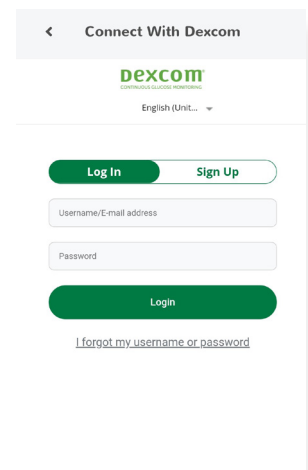 Connect With Dexcom
Dexcom
CONTINUOUS GLUCOSE MONITORING
English (Unit...
Log In Sign Up
Username/E-mail address
Password
Login
I forgot my username or password